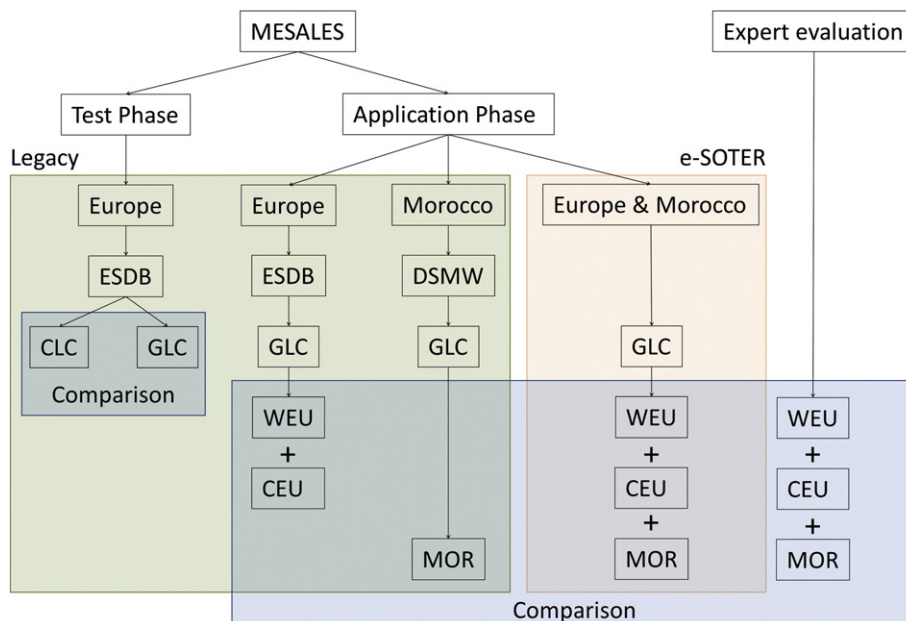 MESALES
Expert evaluation
Test Phase
Application Phase
Legacy
e-SOTER
Europe
Europe
Morocco
Europe & Morocco
ESDB
ESDB
DSMW
CLC
GLC
GLC
GLC
GLC
Comparison
WEU
WEU
WEU
+
+
+
CEU
CEU
CEU
+
+
MOR
MOR
MOR
Comparison